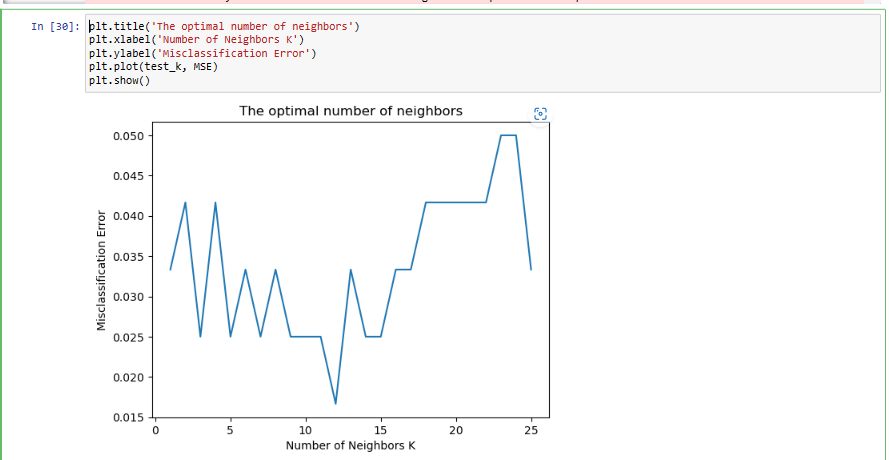 In [30]: plt.title('The optimal number of neighbors')
plt.xlabel('Number of Neighbors K')
plt.ylabel('Misclassification Error')
plt.plot(test_k, MSE)
plt.show()
The optimal number of neighbors
0.050
0.045
0.040
0.035
0.030
0.025
0.020
0.015
Misclassification Error
0 5 10 15 20 25
Number of Neighbors K